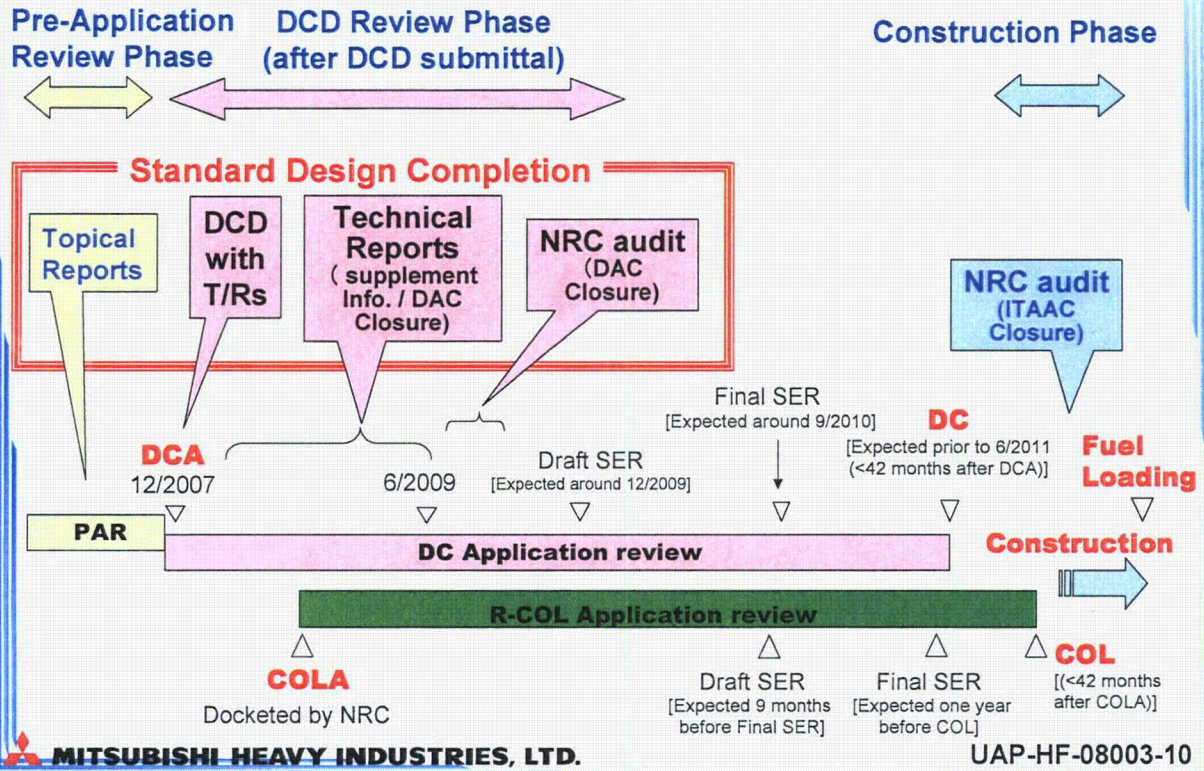 Pre-Application
Review Phase
DCD Review Phase
(after DCD submittal)
Construction Phase
Standard Design Completion
Topical
Reports
DCD
with
T/Rs
Technical
Reports
( supplement
Info. / DAC
Closure)
NRC audit
(DAC
Closure)
NRC audit
(ITAAC
Closure)
DCA
12/2007
6/2009
Draft SER
[Expected around 12/2009]
Final SER
[Expected around 9/2010]
DC
[Expected prior to 6/2011
(<42 months after DCA)]
Fuel
Loading
PAR
DC Application review
Construction
R-COL Application review
COLA
Docketed by NRC
Draft SER
[Expected 9 months
before Final SER]
Final SER
[Expected one year
before COL]
COL
[(<42 months
after COLA)]
MITSUBISHI HEAVY INDUSTRIES, LTD.
UAP-HF-08003-10